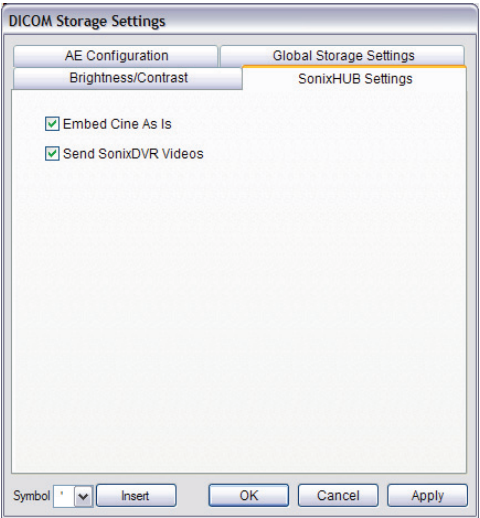 DICOM Storage Settings
AE Configuration Global Storage Settings
Brightness/Contrast SonixHUB Settings
Embed Cine As Is
Send SonixDVR Videos
Symbol ' Insert OK Cancel Apply